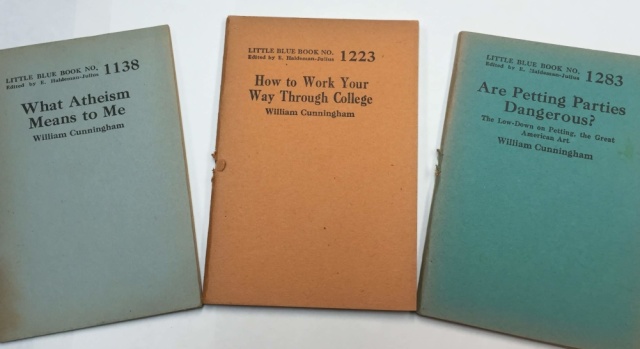 LITTLE BLUE BOOK NO. 1138
Edited by E. Haldeman-Julius
What Atheism
Means to Me
William Cunningham
LITTLE BLUE BOOK NO. 1223
Edited by E. Haldeman-Julius
How to Work Your
Way Through College
William Cunningham
LITTLE BLUE BOOK NO. 1283
Edited by E. Haldeman-Julius
Are Petting Parties
Dangerous?
The Low-Down on Petting, the Great
American Art
William Cunningham